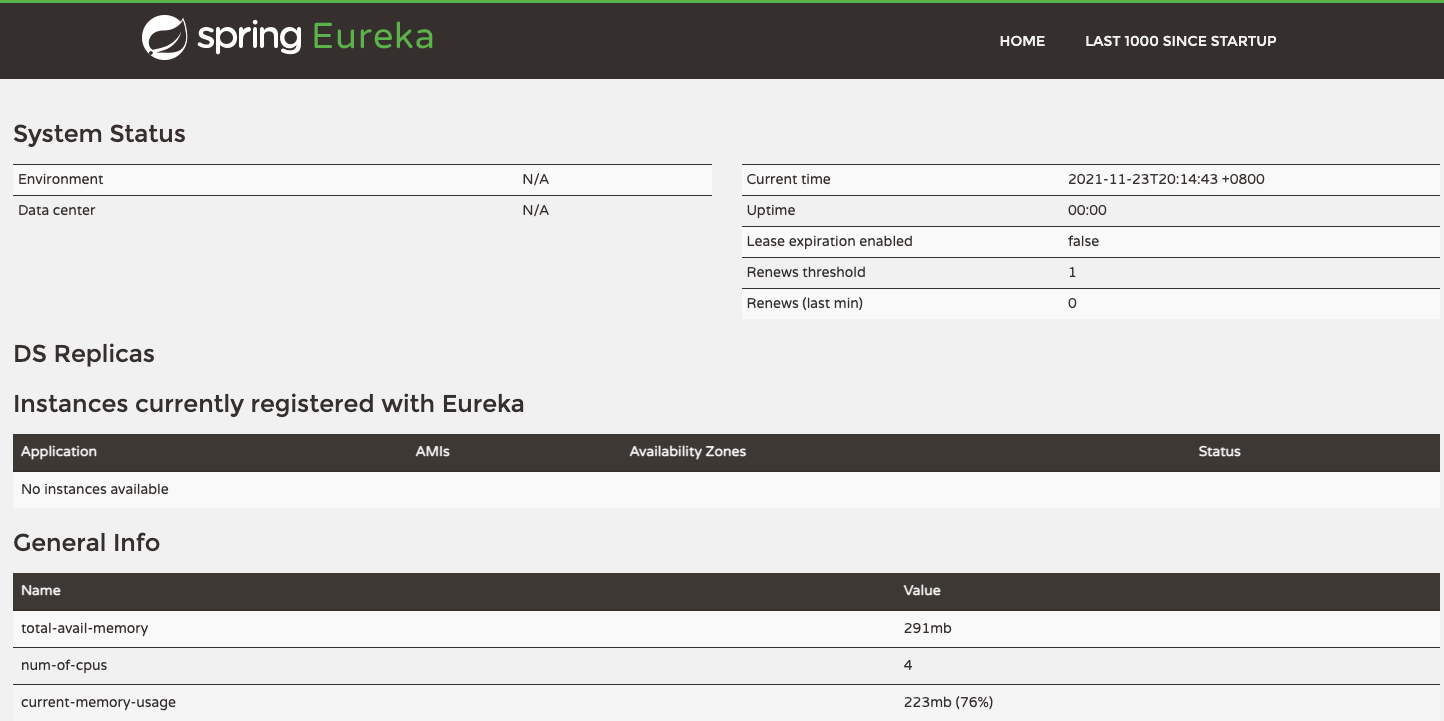 spring Eureka HOME LAST 1000 SINCE STARTUP
System Status
Environment N/A
Data center N/A
Current time 2021-11-23T20:14:43 +0800
Uptime 00:00
Lease expiration enabled false
Renews threshold 1
Renews (last min) 0
DS Replicas
Instances currently registered with Eureka
Application AMIs Availability Zones Status
No instances available
General Info
Name Value
total-avail-memory 291mb
num-of-cpus 4
current-memory-usage 223mb (76%)